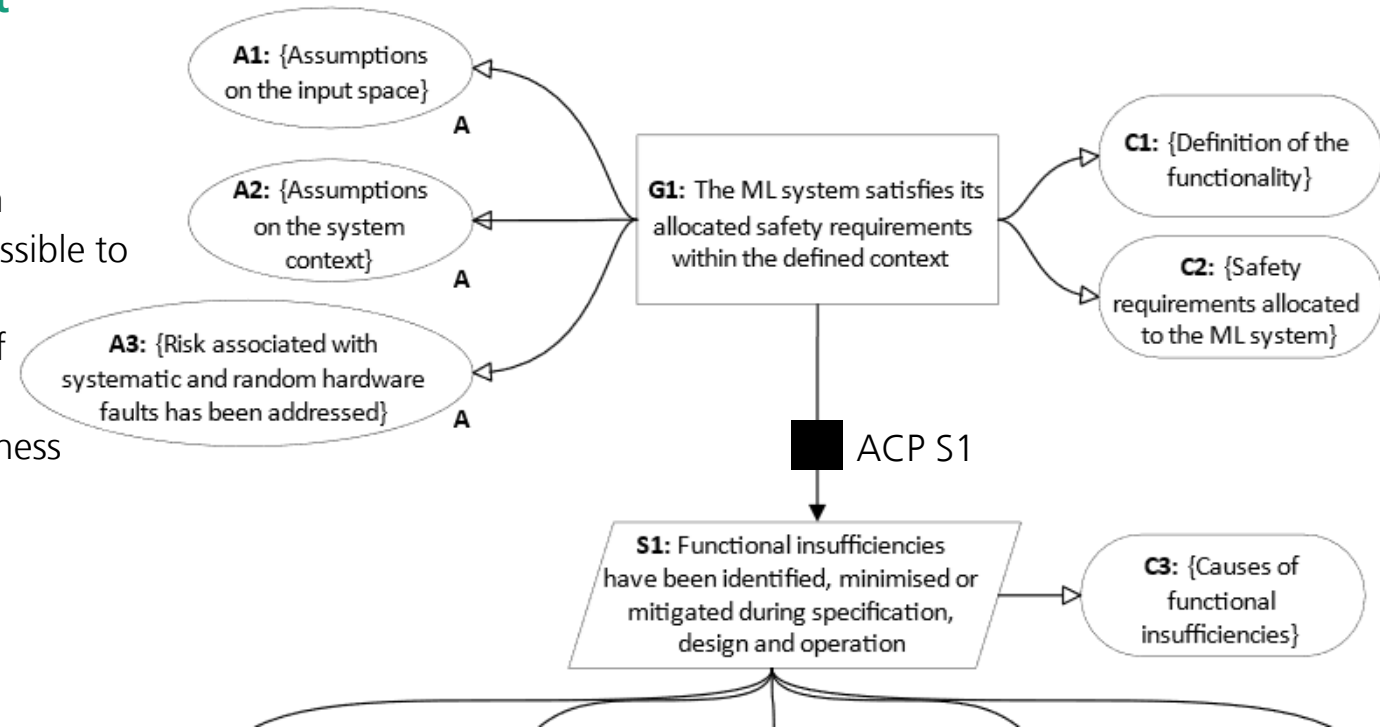 t
A1: {Assumptions
on the input space}
A
A2: {Assumptions
on the system
context}
A
A3: {Risk associated with
systematic and random hardware
faults has been addressed}
A
ssible to
f
ness
G1: The ML system satisfies its
allocated safety requirements
within the defined context
C1: {Definition of the
functionality}
C2: {Safety
requirements allocated
to the ML system}
ACP S1
S1: Functional insufficiencies
have been identified, minimised or
mitigated during specification,
design and operation
C3: {Causes of
functional
insufficiencies}